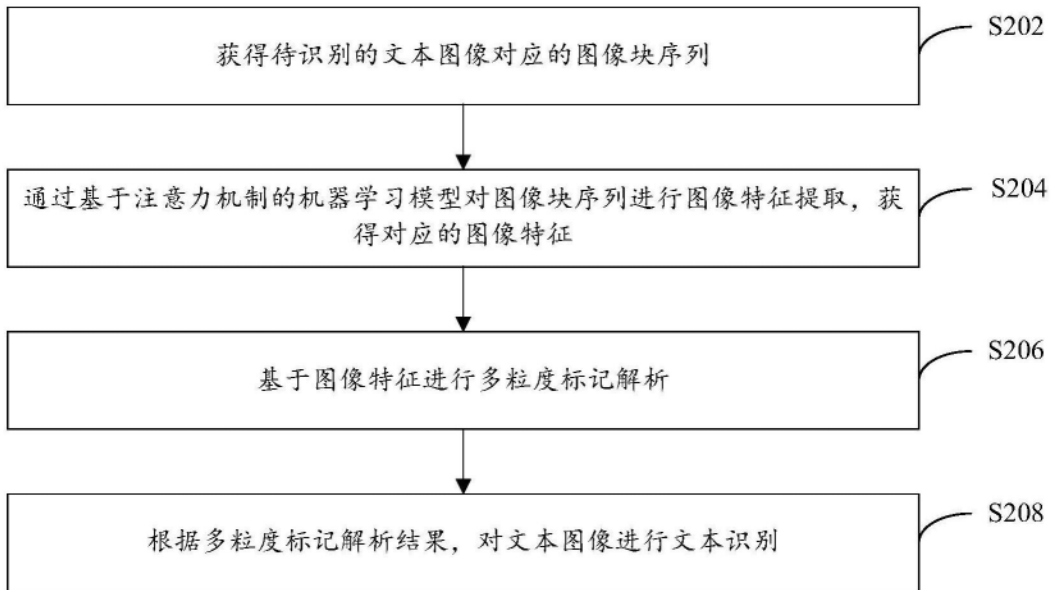 S202
获得待识别的文本图像对应的图像块序列
S204
通过基于注意力机制的机器学习模型对图像块序列进行图像特征提取，获
得对应的图像特征
S206
基于图像特征进行多粒度标记解析
S208
根据多粒度标记解析结果，对文本图像进行文本识别